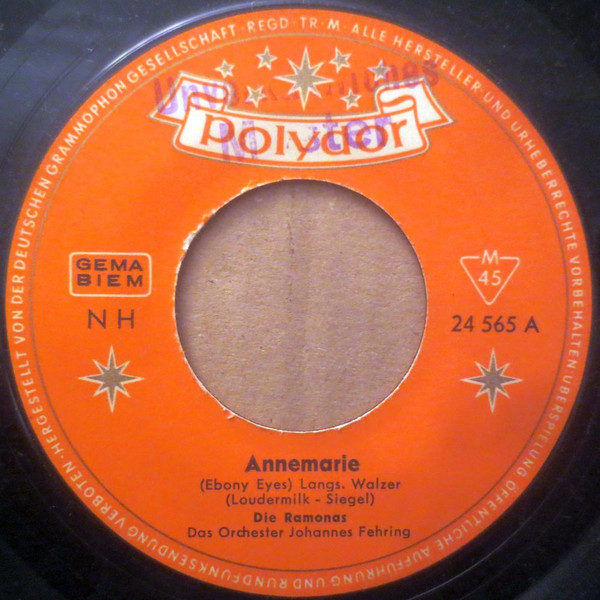 HERGESTELLT VON DER DEUTSCHEN GRAMMOPHON GESELLSCHAFT · REGD · TR · M · ALLE HERSTELLER- UND URHEBERRECHTE VORBEHALTEN · ÜBERSPIELUNG ÖFFENTLICHE AUFFÜHRUNG UND RUNDFUNKSENDUNG VERBOTEN ·
polydor
GEMA
BIEM
NH
M
45
24 565 A
Annemarie
(Ebony Eyes) Langs. Walzer
(Loudermilk - Siegel)
Die Ramonas
Das Orchester Johannes Fehring